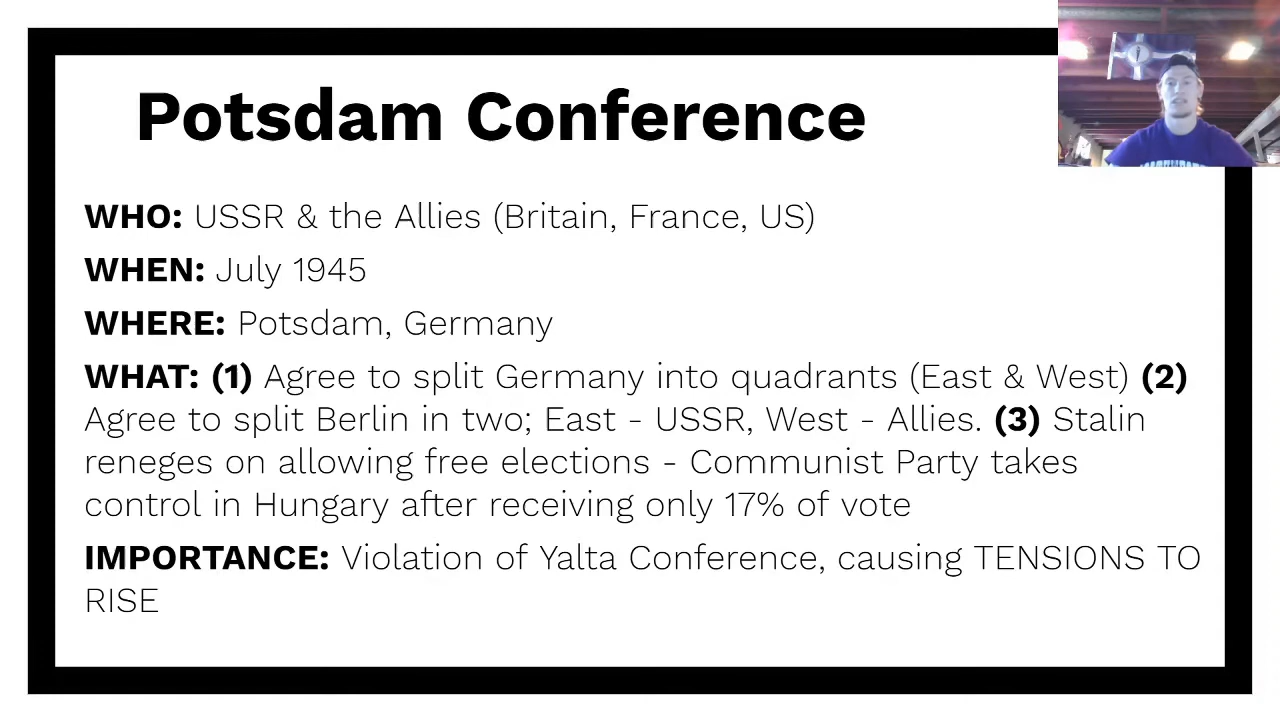 Potsdam Conference
WHO: USSR & the Allies (Britain, France, US)
WHEN: July 1945
WHERE: Potsdam, Germany
WHAT: (1) Agree to split Germany into quadrants (East & West) (2)
Agree to split Berlin in two; East - USSR, West - Allies. (3) Stalin
reneges on allowing free elections - Communist Party takes
control in Hungary after receiving only 17% of vote
IMPORTANCE: Violation of Yalta Conference, causing TENSIONS TO
RISE